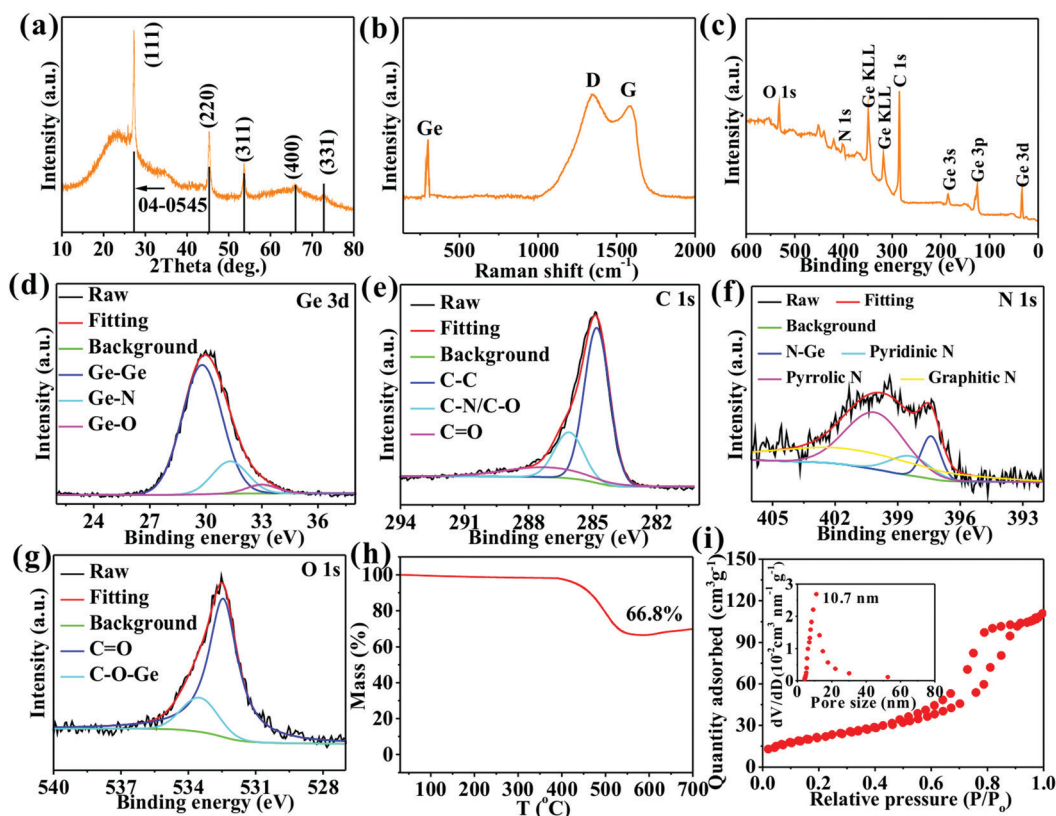 (a)
Intensity (a.u.)
(111)
(220)
(311)
(400)
(331)
04-0545
10 20 30 40 50 60 70 80
2Theta (deg.)
(b)
Intensity (a.u.)
Ge
D
G
500 1000 1500 2000
Raman shift (cm-1)
(c)
Intensity (a.u.)
O 1s
N 1s
Ge KLL
Ge KLL
C 1s
Ge 3s
Ge 3p
Ge 3d
600 500 400 300 200 100 0
Binding energy (eV)
(d)
Ge 3d
Intensity (a.u.)
Raw
Fitting
Background
Ge-Ge
Ge-N
Ge-O
24 27 30 33 36
Binding energy (eV)
(e)
C 1s
Intensity (a.u.)
Raw
Fitting
Background
C-C
C-N/C-O
C=O
294 291 288 285 282
Binding energy (eV)
(f)
N 1s
Intensity (a.u.)
Raw Fitting
Background
N-Ge Pyridinic N
Pyrrolic N Graphitic N
405 402 399 396 393
Binding energy (eV)
(g)
O 1s
Intensity (a.u.)
Raw
Fitting
Background
C=O
C-O-Ge
540 537 534 531 528
Binding energy (eV)
(h)
Mass (%)
100
80
60
40
20
0
66.8%
100 200 300 400 500 600 700
T (°C)
(i)
Quantity adsorbed (cm3g-1)
150
120
90
60
30
0
dV/dD(10-2cm3 nm-1 g-1)
3
2
1
0
10.7 nm
0 20 40 60 80
Pore size (nm)
0.0 0.2 0.4 0.6 0.8 1.0
Relative pressure (P/Po)